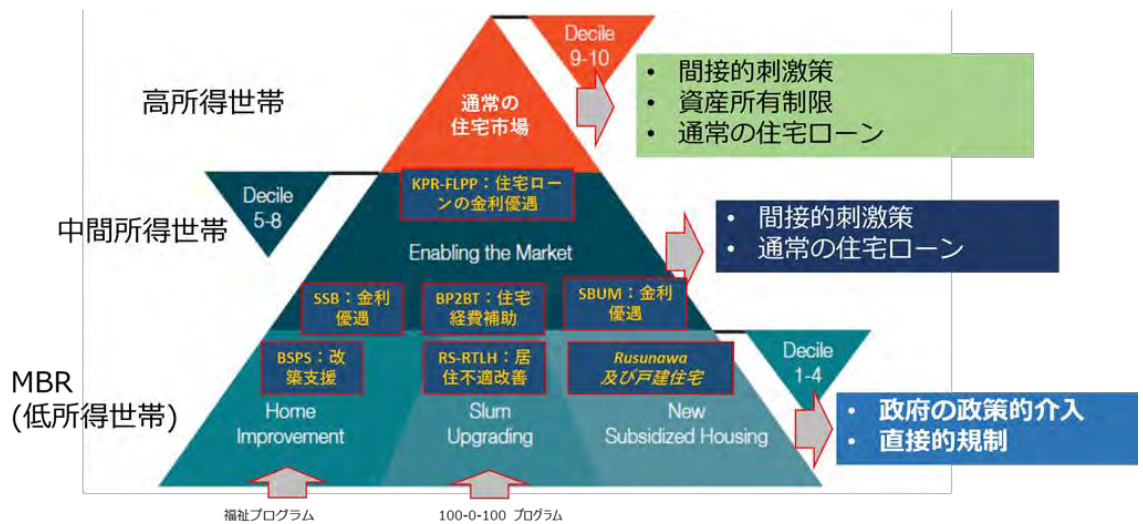 高所得世帯
通常の
住宅市場
Decile
9-10
• 間接的刺激策
• 資産所有制限
• 通常の住宅ローン
中間所得世帯
Decile
5-8
KPR-FLPP：住宅ロー
ンの金利優遇
Enabling the Market
• 間接的刺激策
• 通常の住宅ローン
SSB：金利
優遇
BP2BT：住宅
経費補助
SBUM：金利
優遇
MBR
(低所得世帯)
BSPS：改
築支援
RS-RTLH：居
住不適改善
Rusunawa
及び戸建住宅
Home
Improvement
Slum
Upgrading
New
Subsidized Housing
Decile
1-4
• 政府の政策的介入
• 直接的規制
福祉プログラム
100-0-100 プログラム